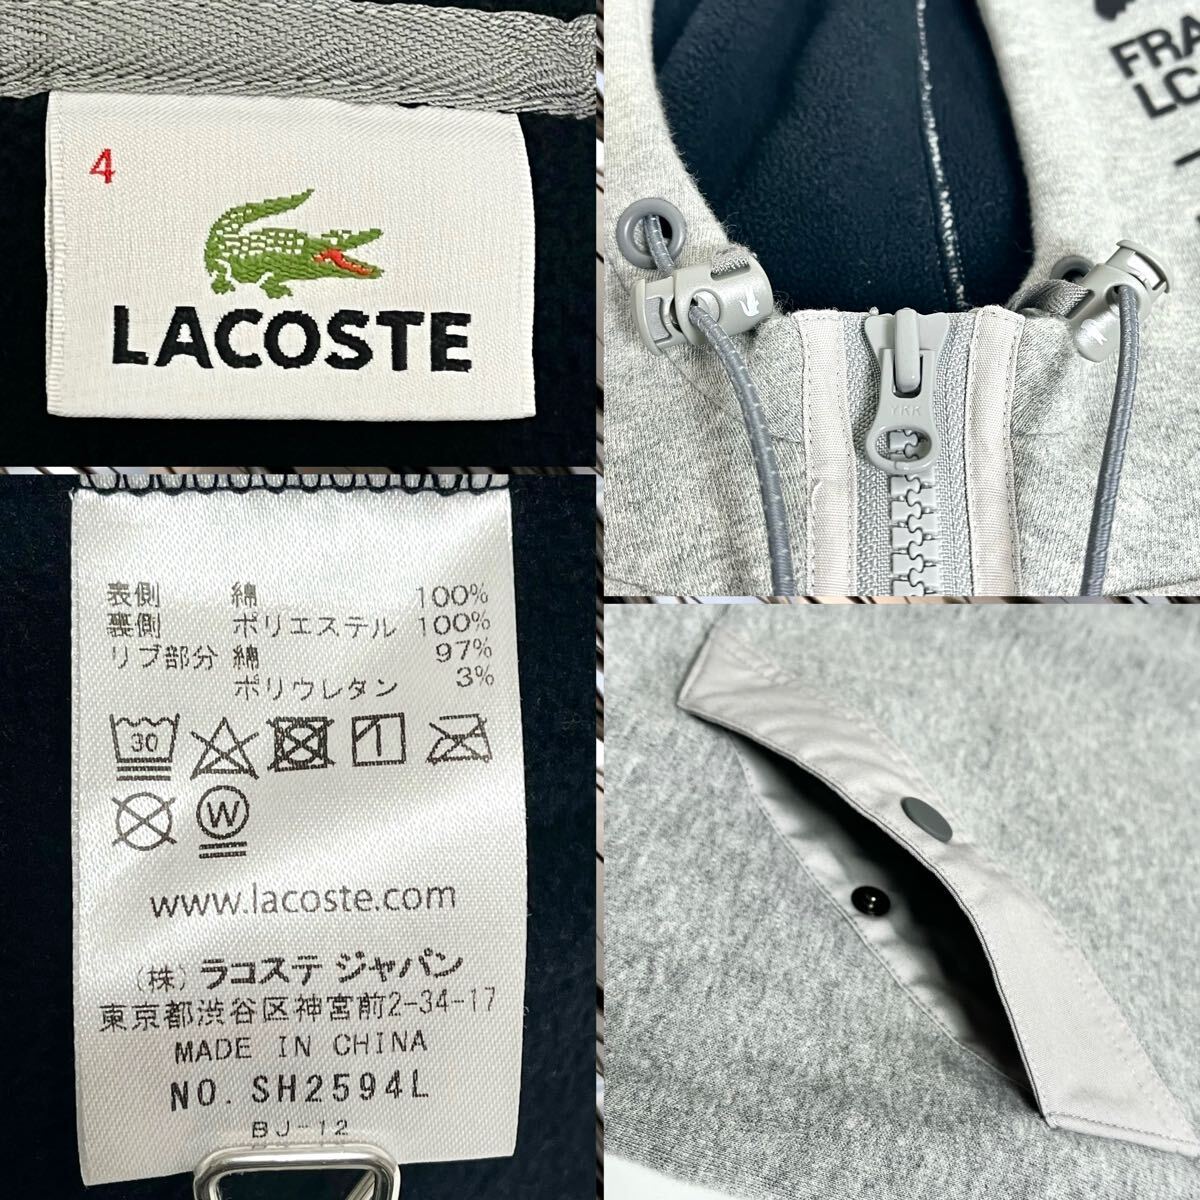 4
LACOSTE
FRA
LC
YKK
表側 綿 100%
裏側 ポリエステル 100%
リブ部分 綿 97%
ポリウレタン 3%
30
W
www.lacoste.com
(株) ラコステ ジャパン
東京都渋谷区神宮前2-34-17
MADE IN CHINA
NO. SH2594L
BJ-12